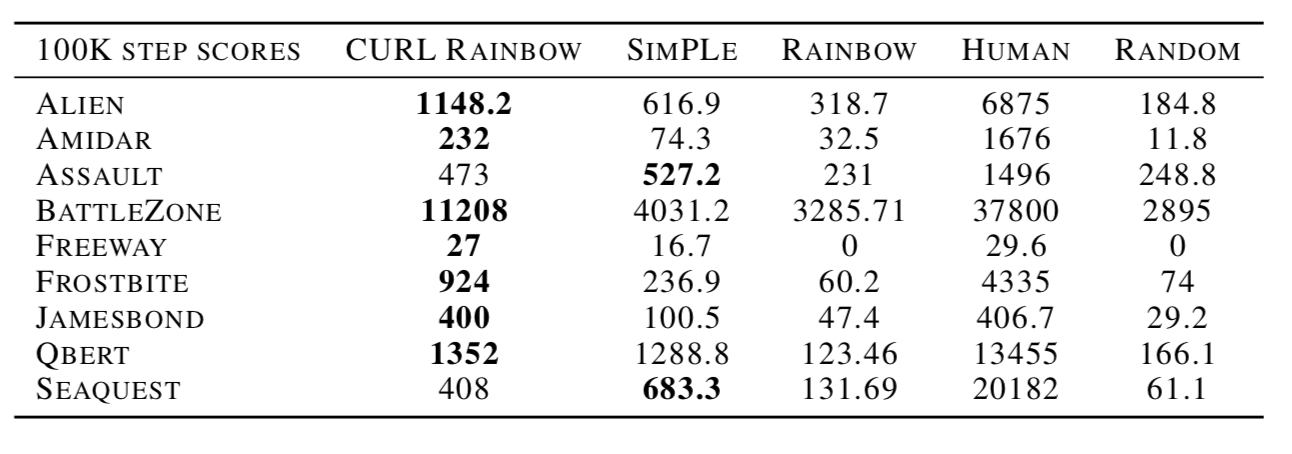 100K STEP SCORES CURL RAINBOW SIMPLE RAINBOW HUMAN RANDOM
ALIEN 1148.2 616.9 318.7 6875 184.8
AMIDAR 232 74.3 32.5 1676 11.8
ASSAULT 473 527.2 231 1496 248.8
BATTLEZONE 11208 4031.2 3285.71 37800 2895
FREEWAY 27 16.7 0 29.6 0
FROSTBITE 924 236.9 60.2 4335 74
JAMESBOND 400 100.5 47.4 406.7 29.2
QBERT 1352 1288.8 123.46 13455 166.1
SEAQUEST 408 683.3 131.69 20182 61.1